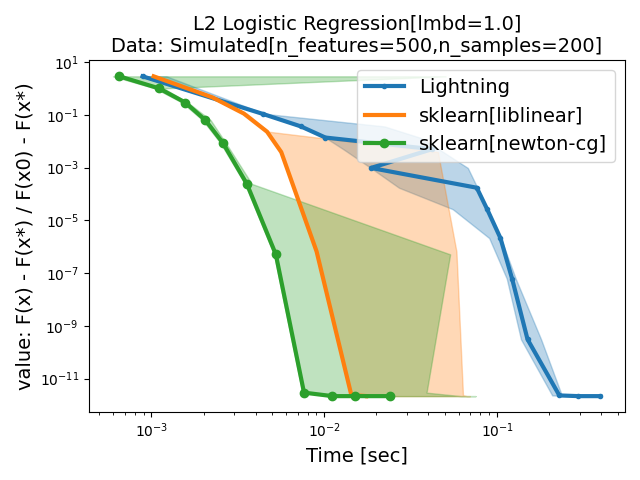 L2 Logistic Regression[lmbd=1.0]
Data: Simulated[n_features=500,n_samples=200]
value: F(x) - F(x*) / F(x0) - F(x*)
10¹
10⁻¹
10⁻³
10⁻⁵
10⁻⁷
10⁻⁹
10⁻¹¹
Lightning
sklearn[liblinear]
sklearn[newton-cg]
10⁻³
10⁻²
10⁻¹
Time [sec]